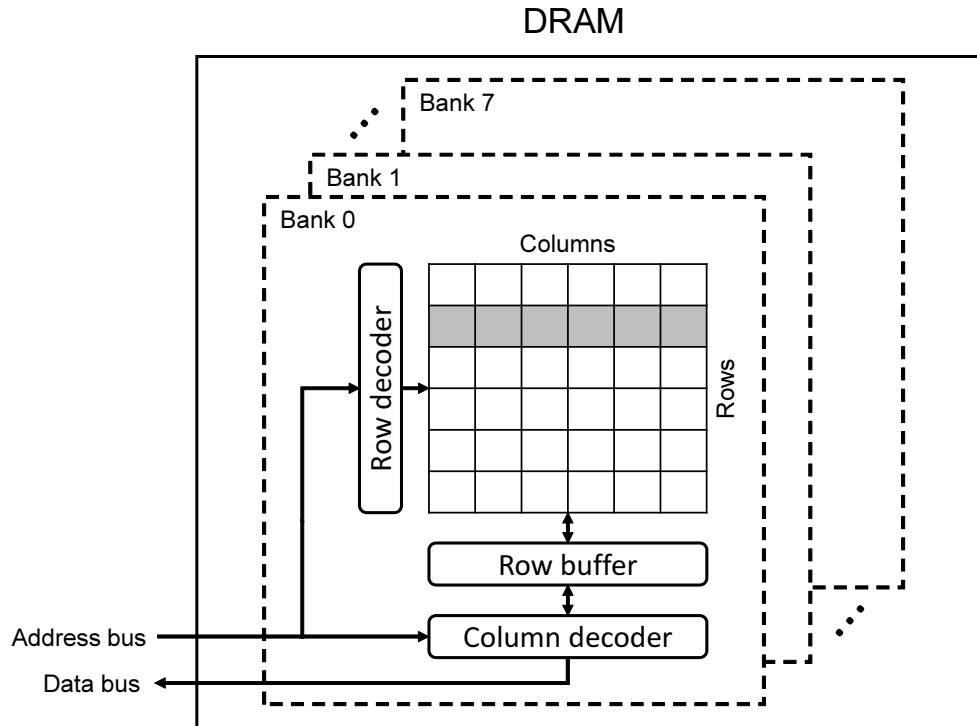 DRAM
Bank 7
Bank 1
Bank 0
Columns
Row decoder
Rows
Row buffer
Address bus
Column decoder
Data bus